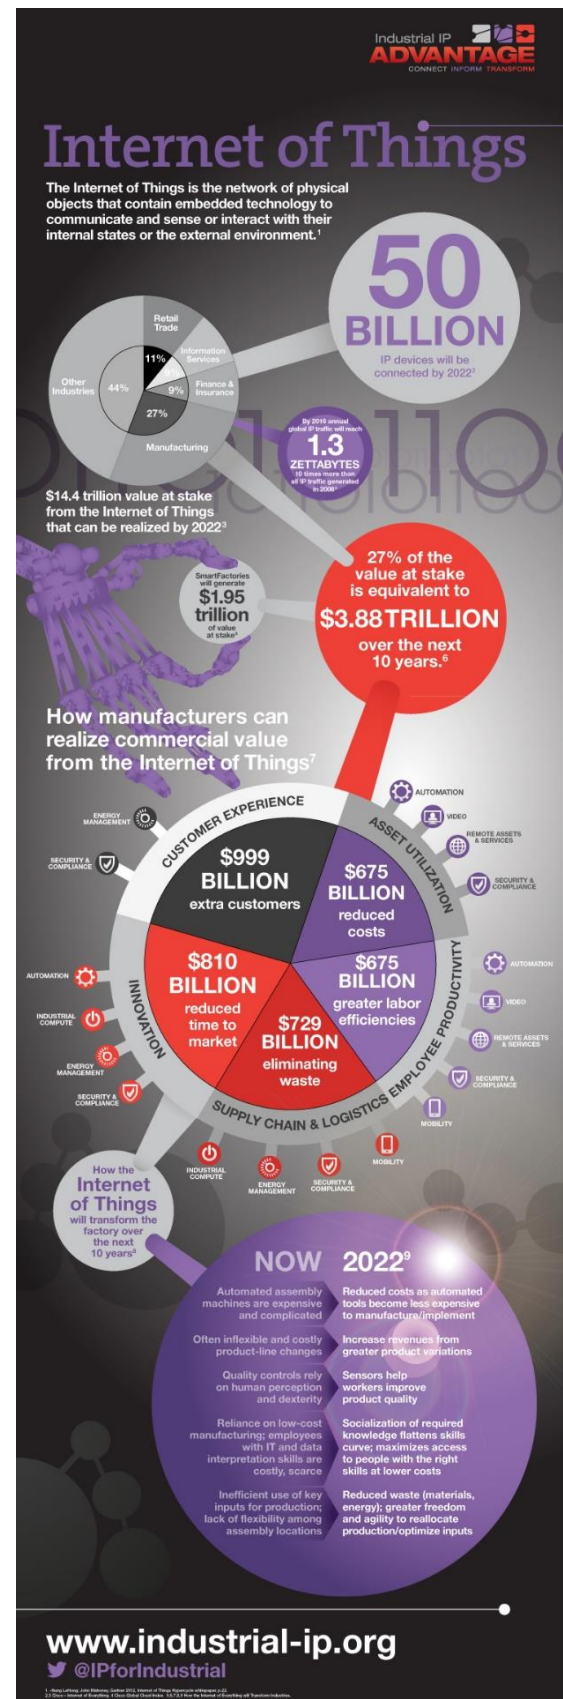 Industrial IP
ADVANTAGE
CONNECT INFORM TRANSFORM
Internet of Things
The Internet of Things is the network of physical
objects that contain embedded technology to
communicate and sense or interact with their
internal states or the external environment.1
50
BILLION
IP devices will be
connected by 2022²
Retail
Trade
Information
Services
Finance &
Insurance
Manufacturing
Other
Industries
11%
9%
27%
44%
By 2016 annual
global IP traffic will reach
1.3
ZETTABYTES
10 times more than
all IP traffic generated
in 2008
$14.4 trillion value at stake
from the Internet of Things
that can be realized by 2022³
SmartFactories
will generate
$1.95
trillion
of value
at stake
27% of the
value at stake
is equivalent to
$3.88 TRILLION
over the next
10 years.6
How manufacturers can
realize commercial value
from the Internet of Things7
CUSTOMER EXPERIENCE
ENERGY
MANAGEMENT
SECURITY &
COMPLIANCE
$999
BILLION
extra customers
ASSET UTILIZATION
AUTOMATION
VIDEO
REMOTE ASSETS
& SERVICES
SECURITY &
COMPLIANCE
$675
BILLION
reduced
costs
EMPLOYEE PRODUCTIVITY
AUTOMATION
VIDEO
REMOTE ASSETS
& SERVICES
SECURITY &
COMPLIANCE
MOBILITY
$675
BILLION
greater labor
efficiencies
SUPPLY CHAIN & LOGISTICS
MOBILITY
SECURITY &
COMPLIANCE
ENERGY
MANAGEMENT
INDUSTRIAL
COMPUTE
$729
BILLION
eliminating
waste
INNOVATION
AUTOMATION
INDUSTRIAL
COMPUTE
ENERGY
MANAGEMENT
SECURITY &
COMPLIANCE
$810
BILLION
reduced
time to
market
How the
Internet
of Things
will transform the
factory over
the next
10 years8
NOW
Automated assembly
machines are expensive
and complicated
Often inflexible and costly
product-line changes
Quality controls rely
on human perception
and dexterity
Reliance on low-cost
manufacturing; employees
with IT and data
interpretation skills are
costly, scarce
Inefficient use of key
inputs for production;
lack of flexibility among
assembly locations
2022⁹
Reduced costs as automated
tools become less expensive
to manufacture/implement
Increase revenues from
greater product variations
Sensors help
workers improve
product quality
Socialization of required
knowledge flattens skills
curve; maximizes access
to people with the right
skills at lower costs
Reduced waste (materials,
energy); greater freedom
and agility to reallocate
production/optimize inputs
www.industrial-ip.org
@IPforIndustrial